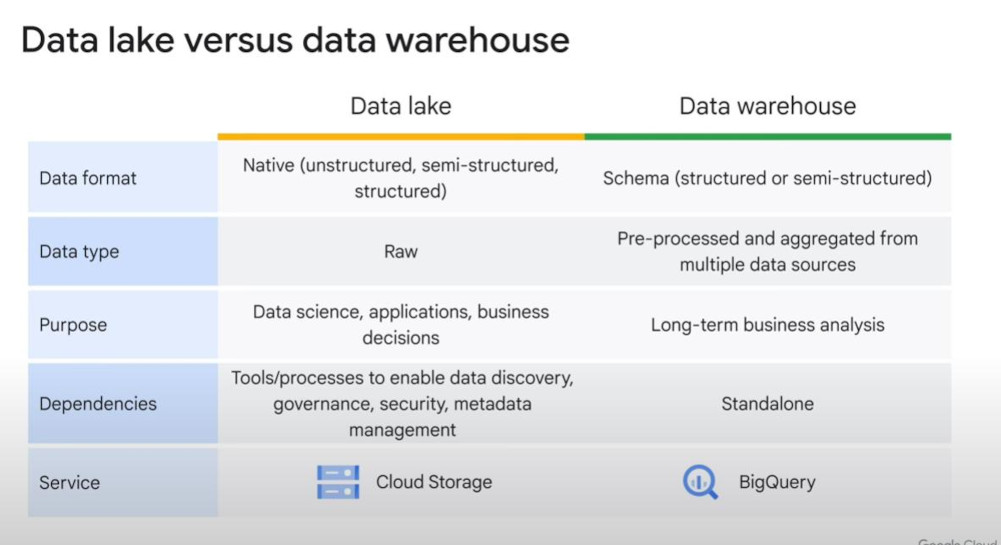 Data lake versus data warehouse
Data lake
Data warehouse
Data format
Native (unstructured, semi-structured,
structured)
Schema (structured or semi-structured)
Data type
Raw
Pre-processed and aggregated from
multiple data sources
Purpose
Data science, applications, business
decisions
Long-term business analysis
Dependencies
Tools/processes to enable data discovery,
governance, security, metadata
management
Standalone
Service
Cloud Storage
BigQuery
Google Cloud